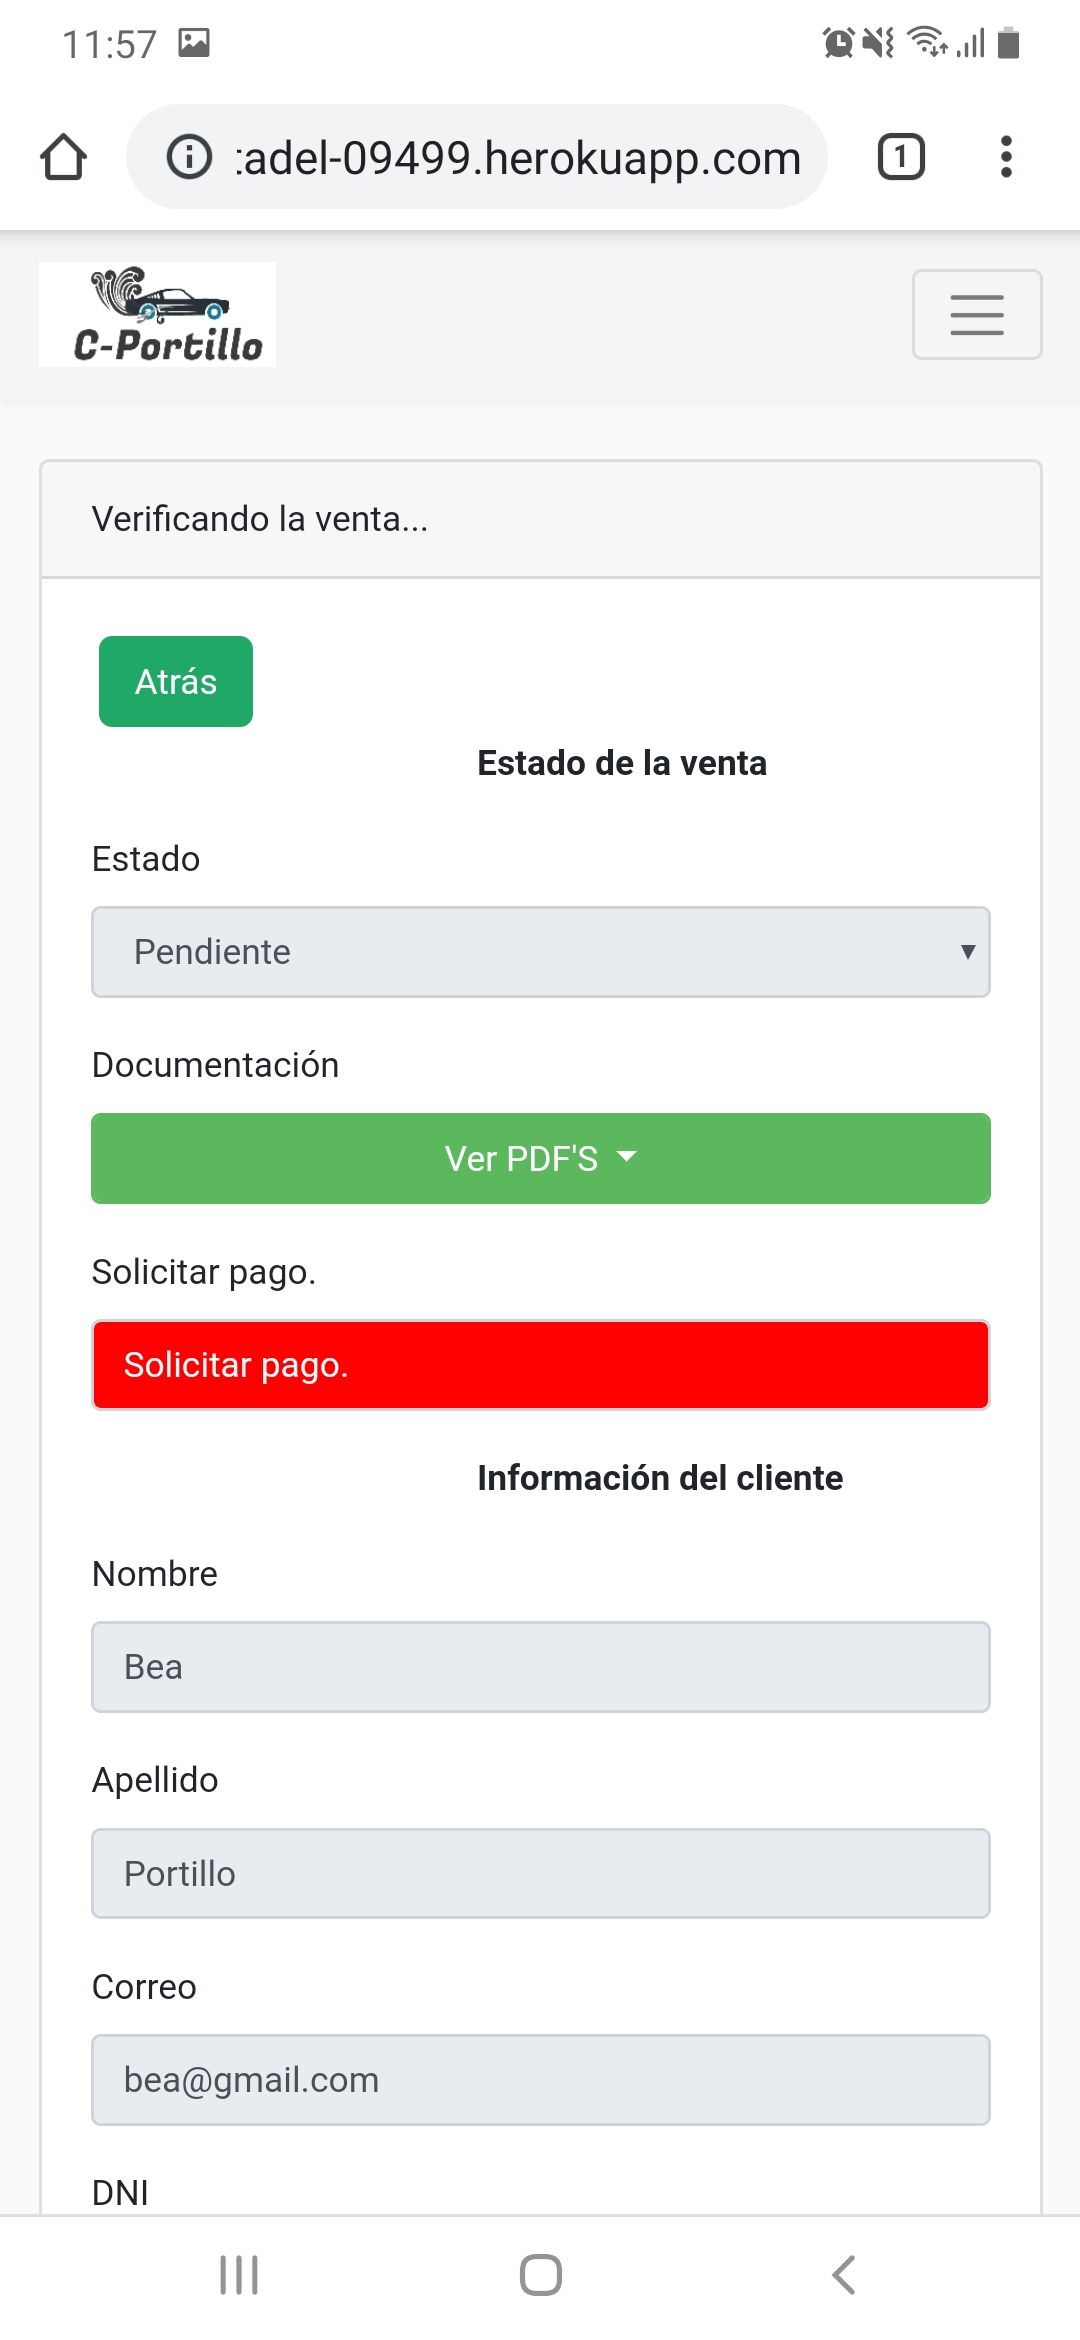 11:57
:adel-09499.herokuapp.com
1
C-Portillo
Verificando la venta...
Atrás
Estado de la venta
Estado
Pendiente
Documentación
Ver PDF'S
Solicitar pago.
Solicitar pago.
Información del cliente
Nombre
Bea
Apellido
Portillo
Correo
bea@gmail.com
DNI